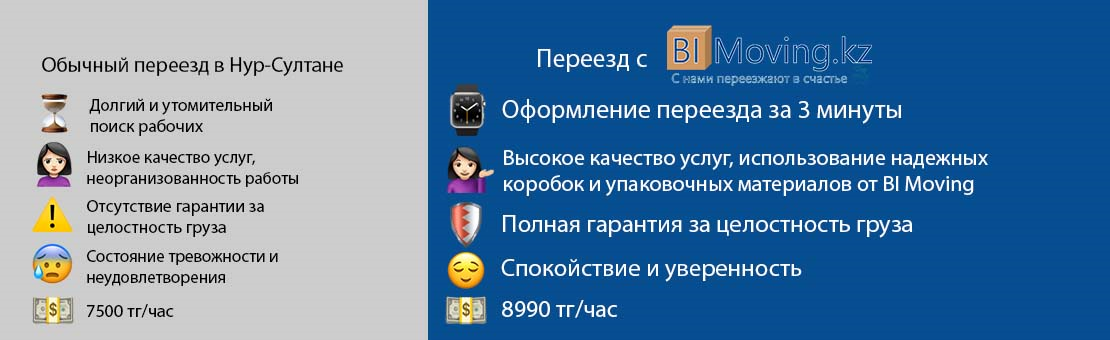 Обычный переезд в Нур-Султане
Долгий и утомительный
поиск рабочих
Низкое качество услуг,
неорганизованность работы
Отсутствие гарантии за
целостность груза
Состояние тревожности и
неудовлетворения
7500 тг/час
Переезд с BI Moving.kz
С нами переезжают в счастье
Оформление переезда за 3 минуты
Высокое качество услуг, использование надежных
коробок и упаковочных материалов от BI Moving
Полная гарантия за целостность груза
Спокойствие и уверенность
8990 тг/час